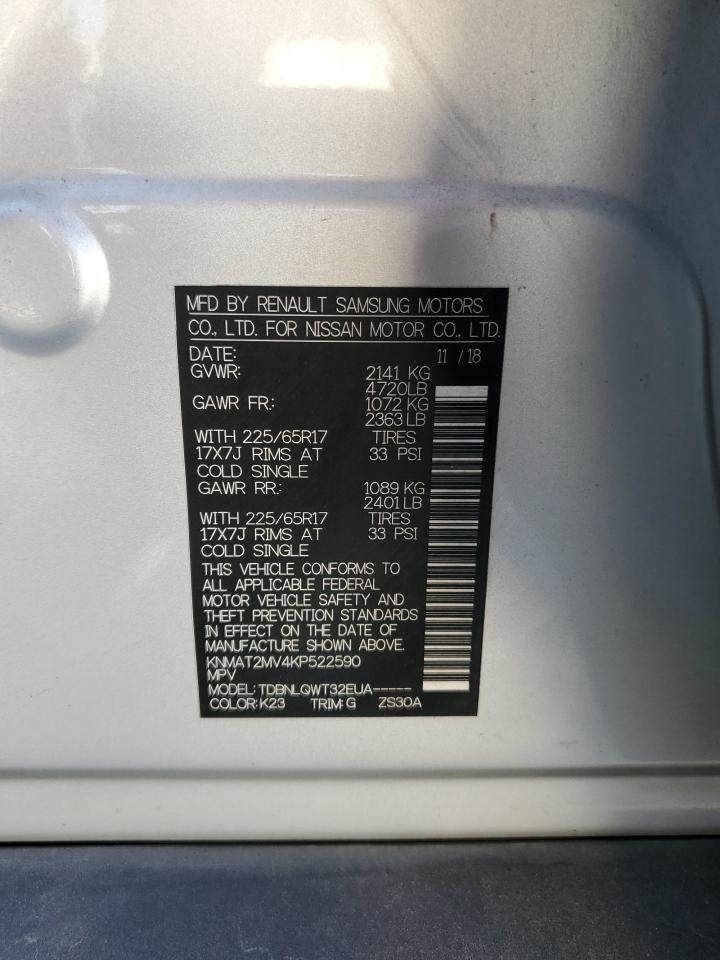 MFD BY RENAULT SAMSUNG MOTORS
CO., LTD. FOR NISSAN MOTOR CO., LTD.
DATE: 11 / 18
GVWR: 2141 KG
4720LB
GAWR FR: 1072 KG
2363 LB
WITH 225/65R17 TIRES
17X7J RIMS AT 33 PSI
COLD SINGLE
GAWR RR.: 1089 KG
2401 LB
WITH 225/65R17 TIRES
17X7J RIMS AT 33 PSI
COLD SINGLE
THIS VEHICLE CONFORMS TO
ALL APPLICABLE FEDERAL
MOTOR VEHICLE SAFETY AND
THEFT PREVENTION STANDARDS
IN EFFECT ON THE DATE OF
MANUFACTURE SHOWN ABOVE.
KNMAT2MV4KP522590
MPV
MODEL: TDBNLQWT32EUA-----
COLOR: K23 TRIM: G ZS30A